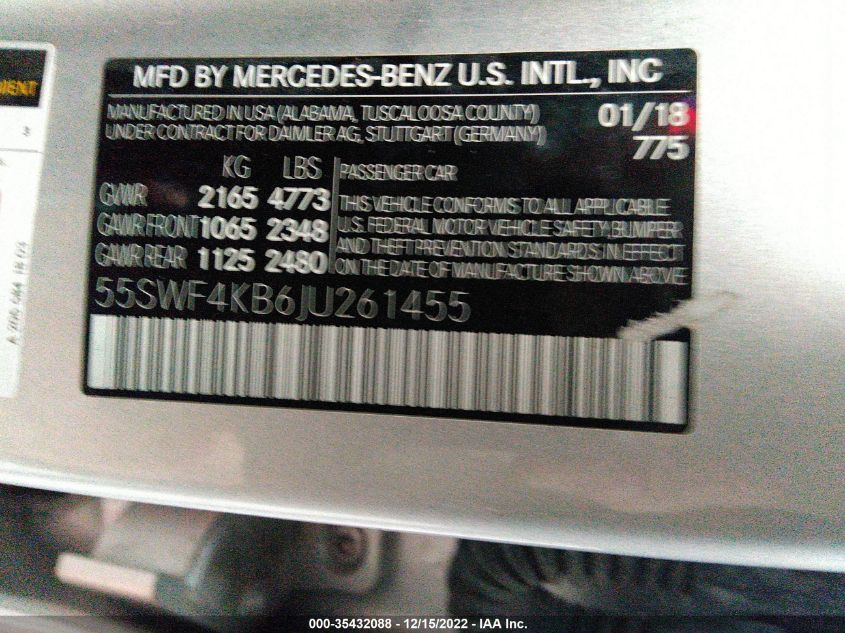 MENT
MFD BY MERCEDES-BENZ U.S. INTL., INC
MANUFACTURED IN USA (ALABAMA, TUSCALOOSA COUNTY)
UNDER CONTRACT FOR DAIMLER AG, STUTTGART (GERMANY)
01/18
775
KG LBS
GVWR 2165 4773
GAWR FRONT 1065 2348
GAWR REAR 1125 2480
PASSENGER CAR
THIS VEHICLE CONFORMS TO ALL APPLICABLE
U.S. FEDERAL MOTOR VEHICLE SAFETY, BUMPER
AND THEFT PREVENTION STANDARDS IN EFFECT
ON THE DATE OF MANUFACTURE SHOWN ABOVE
55SWF4KB6JU261455
000-35432088 - 12/15/2022 - IAA Inc.